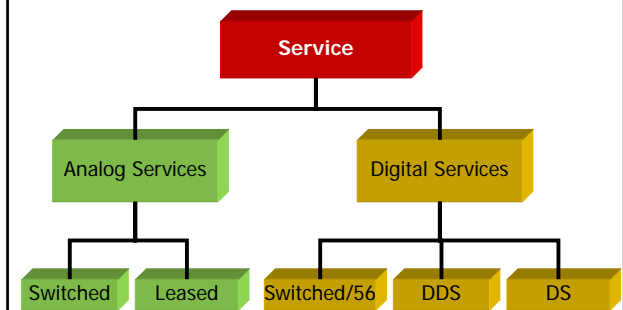 Service
Analog Services
Digital Services
Switched
Leased
Switched/56
DDS
DS